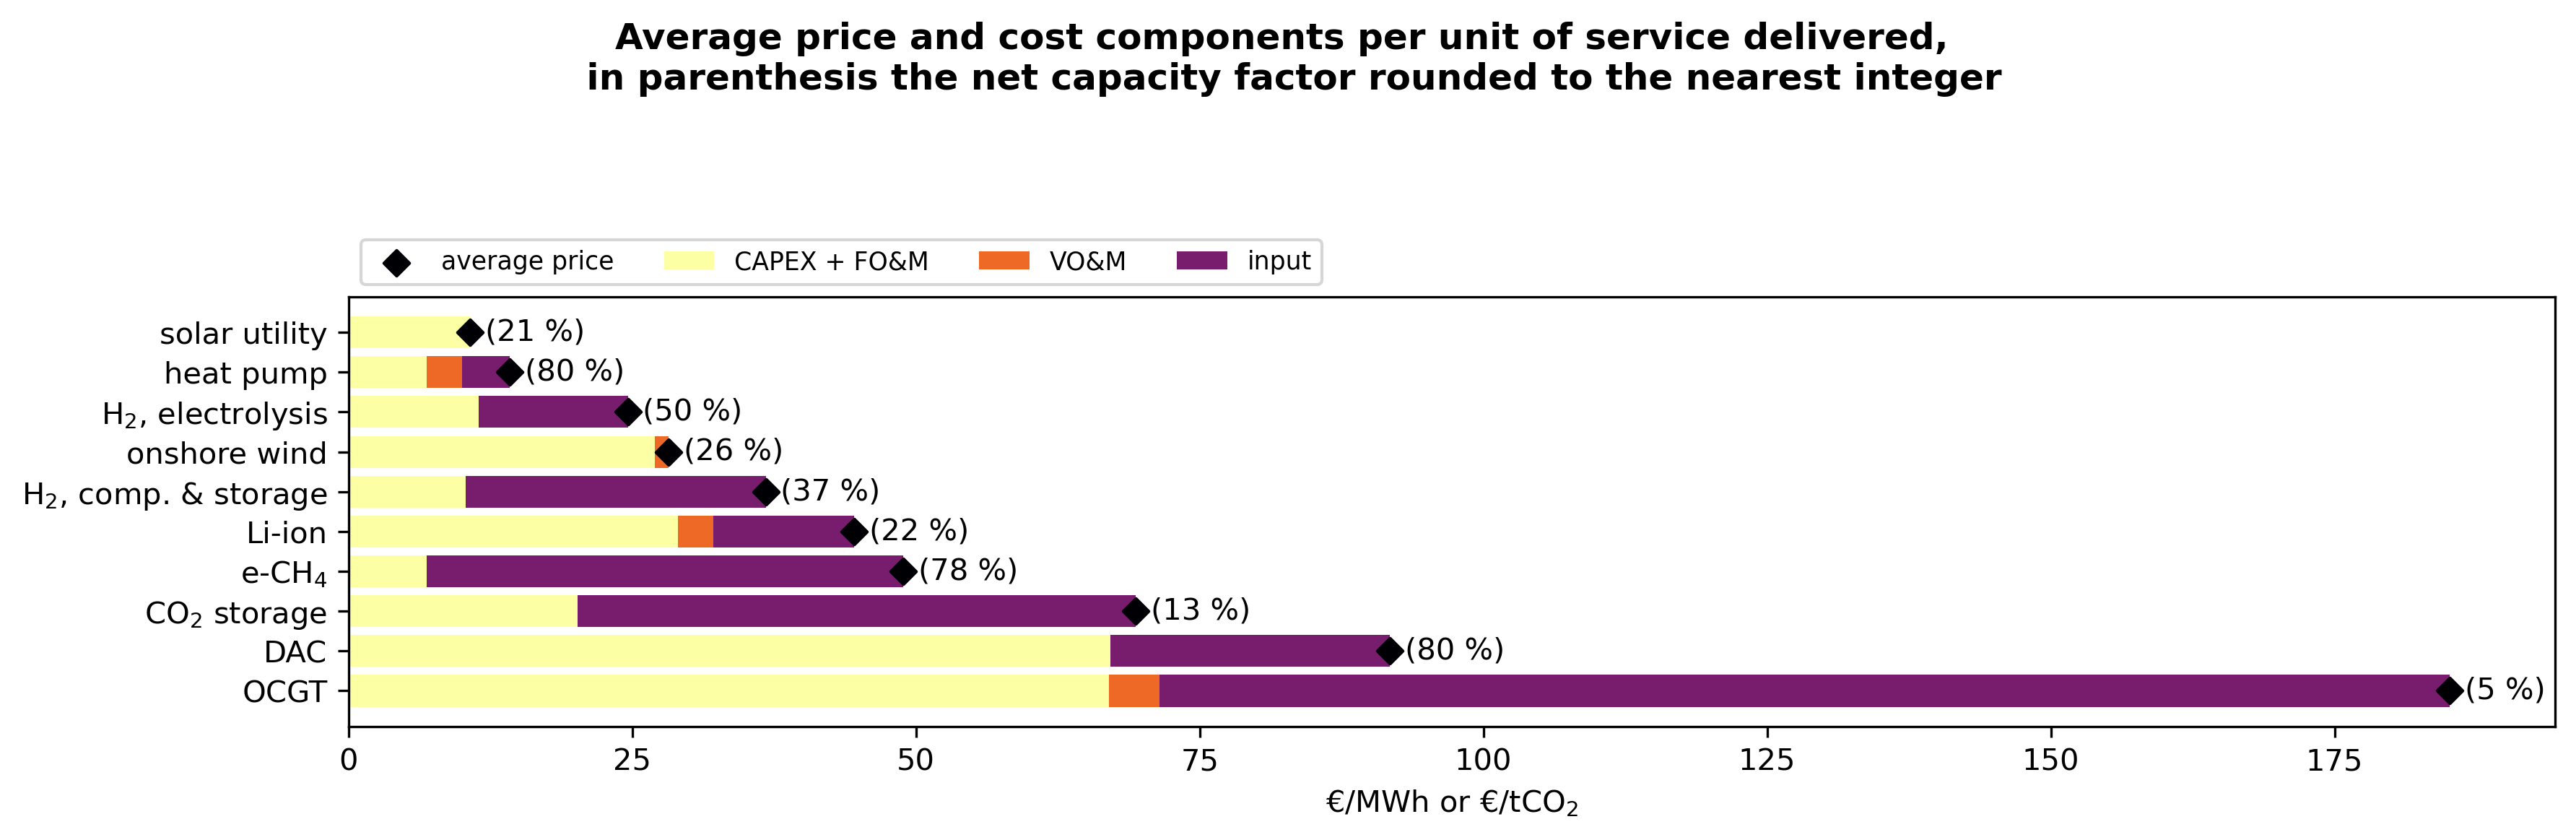 Average price and cost components per unit of service delivered,
in parenthesis the net capacity factor rounded to the nearest integer
average price CAPEX + FO&M VO&M input
solar utility (21 %)
heat pump (80 %)
H₂, electrolysis (50 %)
onshore wind (26 %)
H₂, comp. & storage (37 %)
Li-ion (22 %)
e-CH₄ (78 %)
CO₂ storage (13 %)
DAC (80 %)
OCGT (5 %)
0 25 50 75 100 125 150 175
€/MWh or €/tCO₂